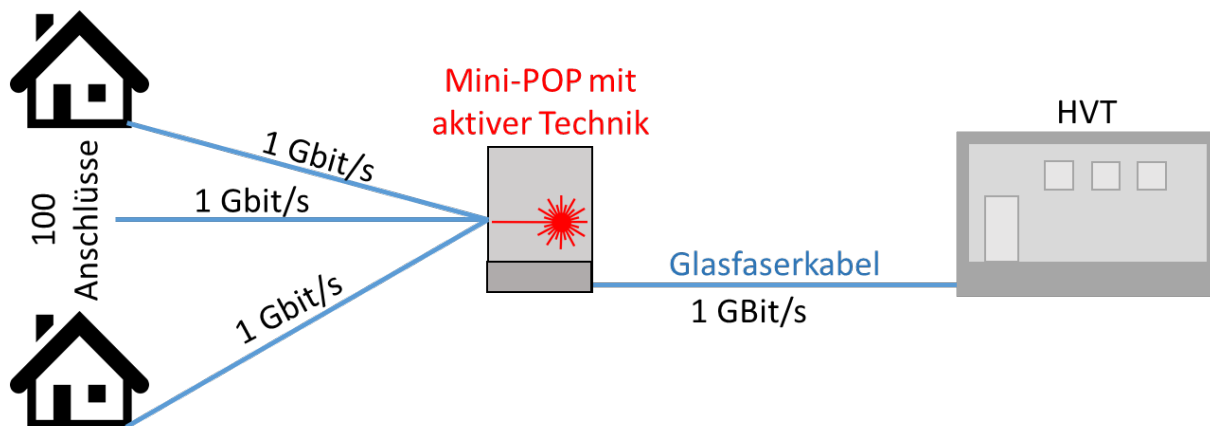 1 Gbit/s
100
Anschlüsse
1 Gbit/s
1 Gbit/s
Mini-POP mit
aktiver Technik
Glasfaserkabel
1 GBit/s
HVT